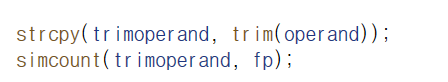 strcpy(trimoperand, trim(operand));
simcount(trimoperand, fp);